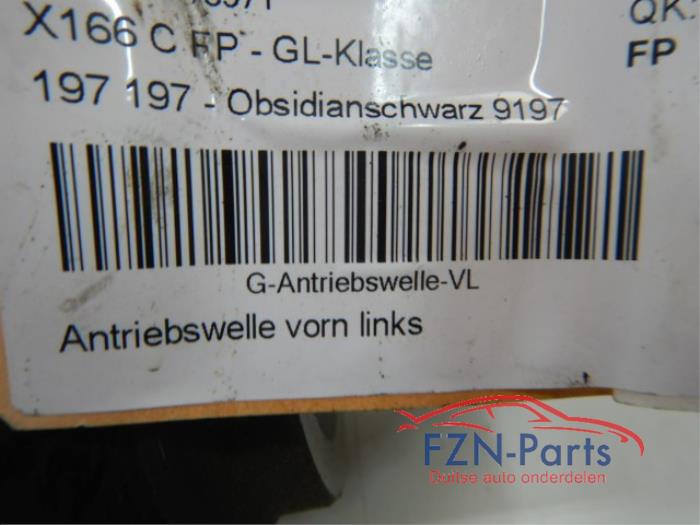 X166 C FP - GL-Klasse
QK:
FP
197 197 - Obsidianschwarz 9197
G-Antriebswelle-VL
Antriebswelle vorn links
FZN-Parts
Duitse auto onderdelen